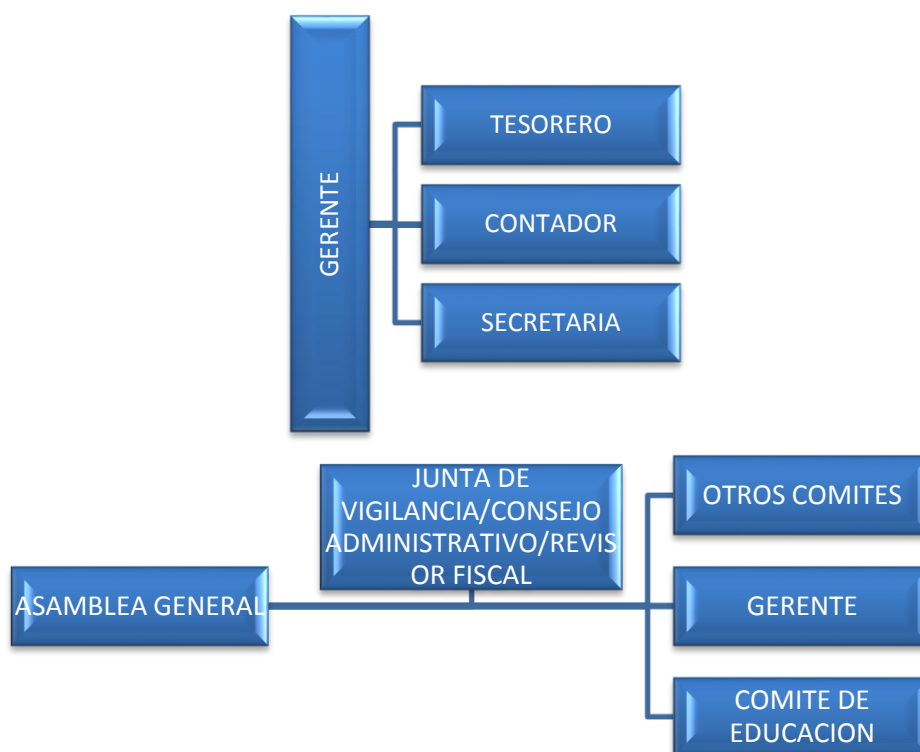 GERENTE
TESORERO
CONTADOR
SECRETARIA
JUNTA DE
VIGILANCIA/CONSEJO
ADMINISTRATIVO/REVIS
OR FISCAL
OTROS COMITES
ASAMBLEA GENERAL
GERENTE
COMITE DE
EDUCACION